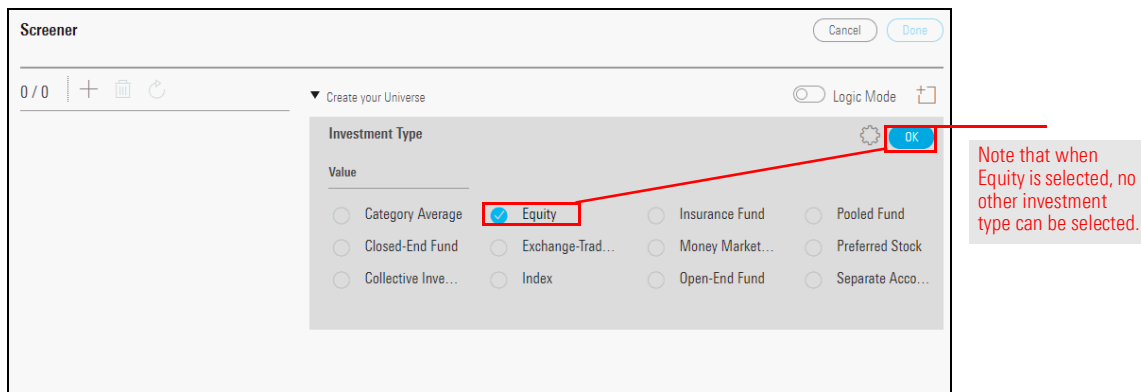 Screener
Cancel
Done
0 / 0
Create your Universe
Logic Mode
Investment Type
OK
Value
Category Average
Equity
Insurance Fund
Pooled Fund
Closed-End Fund
Exchange-Trad...
Money Market...
Preferred Stock
Collective Inve...
Index
Open-End Fund
Separate Acco...
Note that when
Equity is selected, no
other investment
type can be selected.